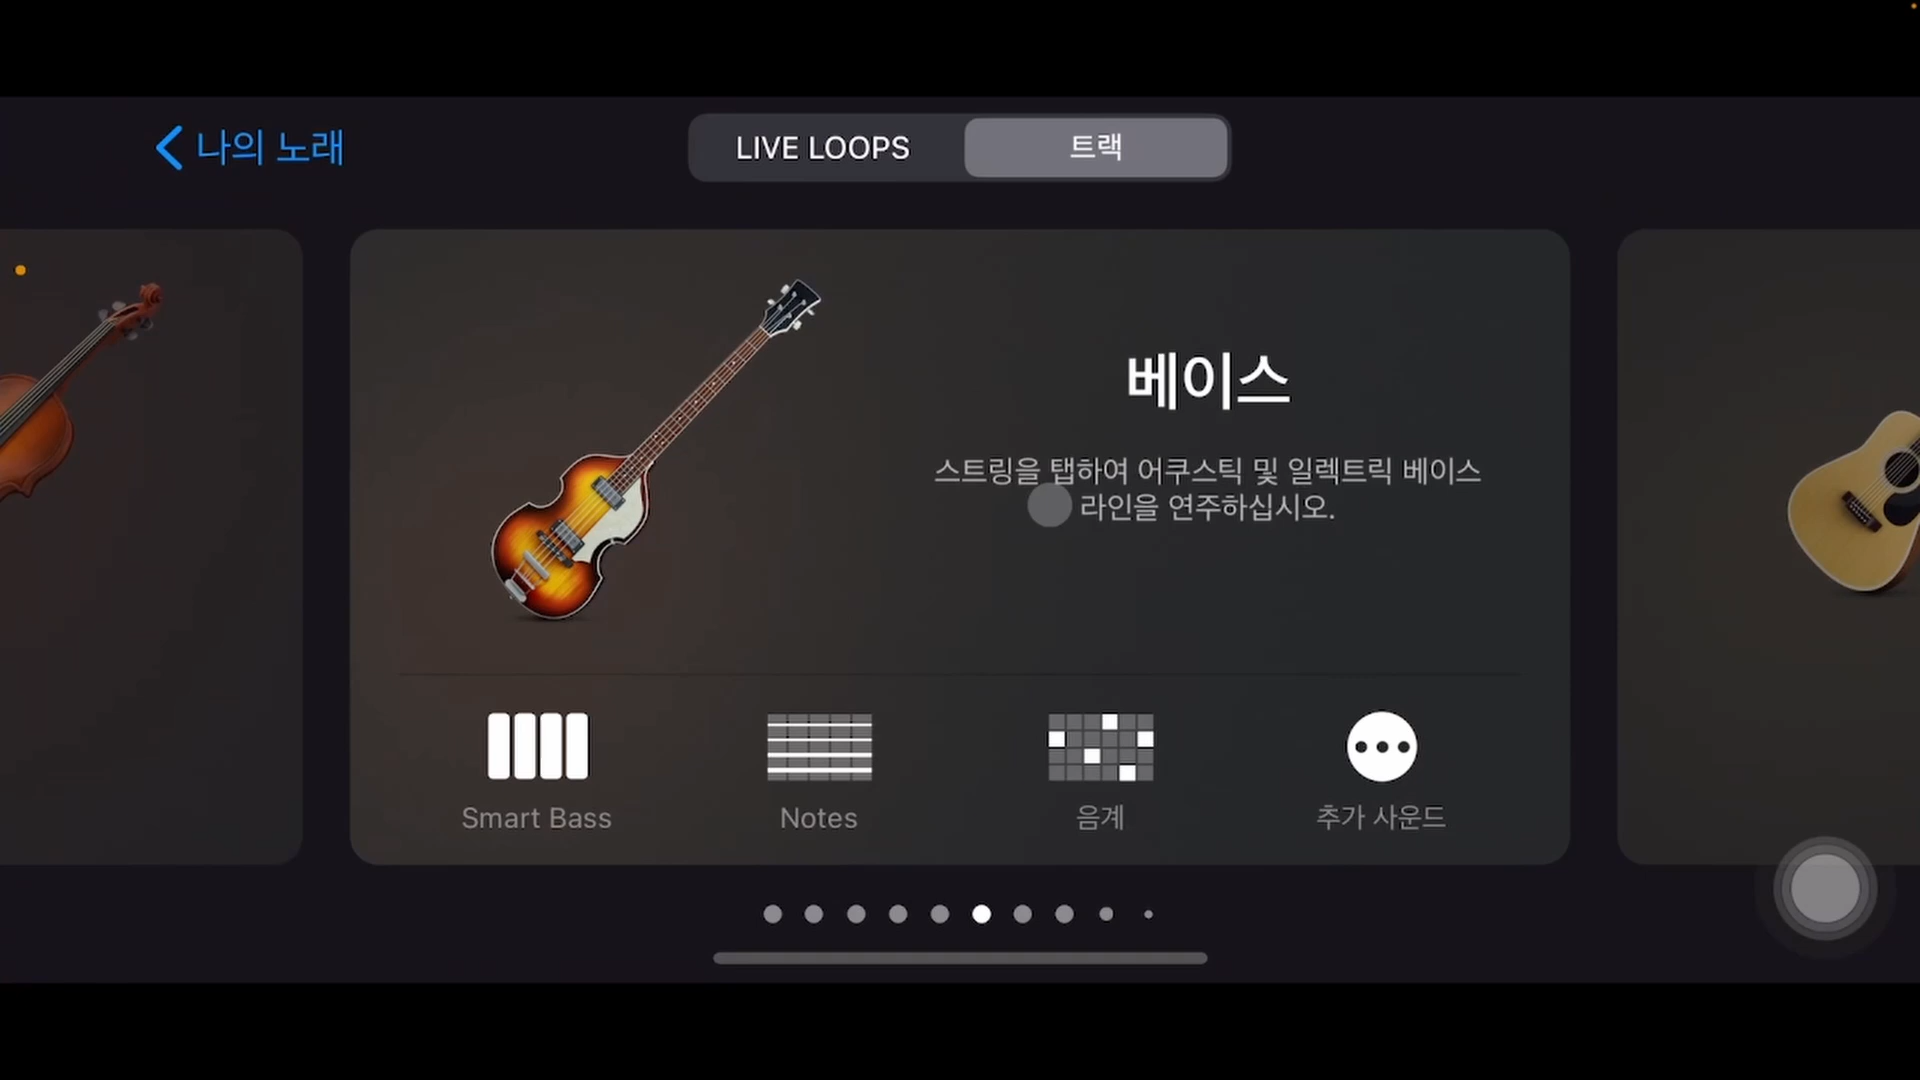 나의 노래
LIVE LOOPS
트랙
베이스
스트링을 탭하여 어쿠스틱 및 일렉트릭 베이스
라인을 연주하십시오.
Smart Bass
Notes
음계
추가 사운드